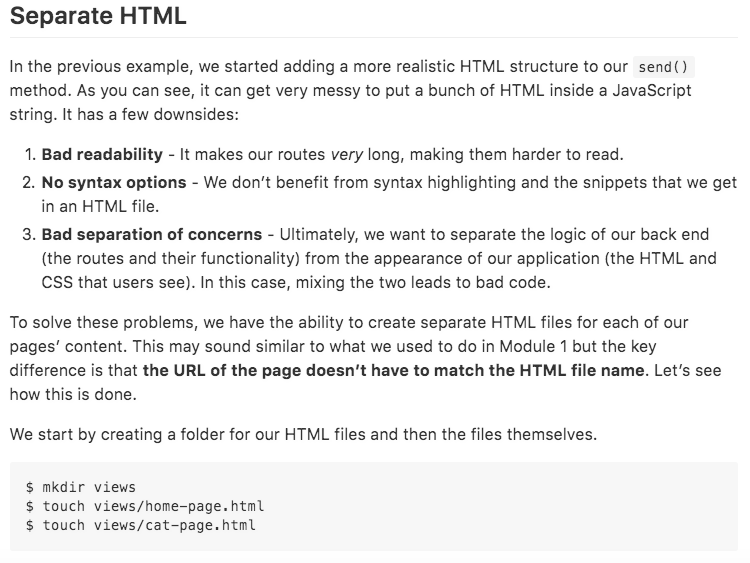 Separate HTML
In the previous example, we started adding a more realistic HTML structure to our send()
method. As you can see, it can get very messy to put a bunch of HTML inside a JavaScript
string. It has a few downsides:
1. Bad readability - It makes our routes very long, making them harder to read.
2. No syntax options - We don’t benefit from syntax highlighting and the snippets that we get
in an HTML file.
3. Bad separation of concerns - Ultimately, we want to separate the logic of our back end
(the routes and their functionality) from the appearance of our application (the HTML and
CSS that users see). In this case, mixing the two leads to bad code.
To solve these problems, we have the ability to create separate HTML files for each of our
pages’ content. This may sound similar to what we used to do in Module 1 but the key
difference is that the URL of the page doesn’t have to match the HTML file name. Let’s see
how this is done.
We start by creating a folder for our HTML files and then the files themselves.
$ mkdir views
$ touch views/home-page.html
$ touch views/cat-page.html